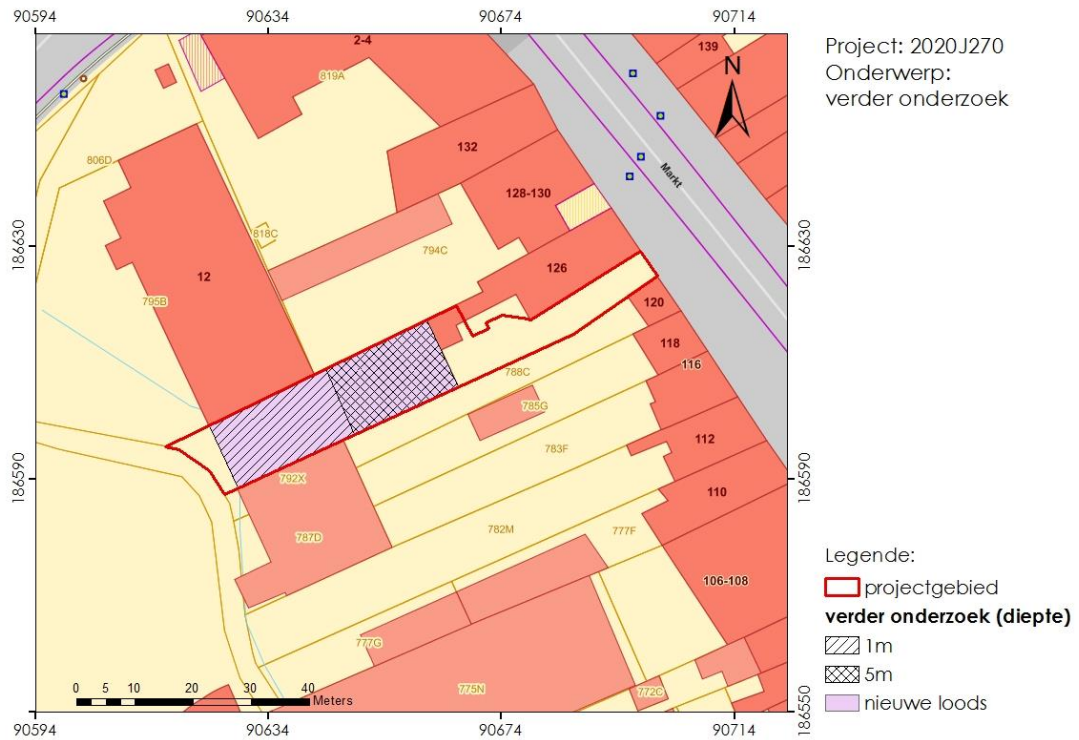 90594
90634
90674
90714
Project: 2020J270
Onderwerp:
verder onderzoek
N
2-4
139
819A
132
806D
Markt
128-130
818C
186630
794C
186630
126
12
795B
120
118
116
788C
785G
112
783F
186590
792X
186590
110
782M
777F
787D
106-108
Legende:
projectgebied
verder onderzoek (diepte)
1m
5m
nieuwe loods
777G
775N
772C
0 5 10 20 30 40
Meters
186550
186550
90594
90634
90674
90714